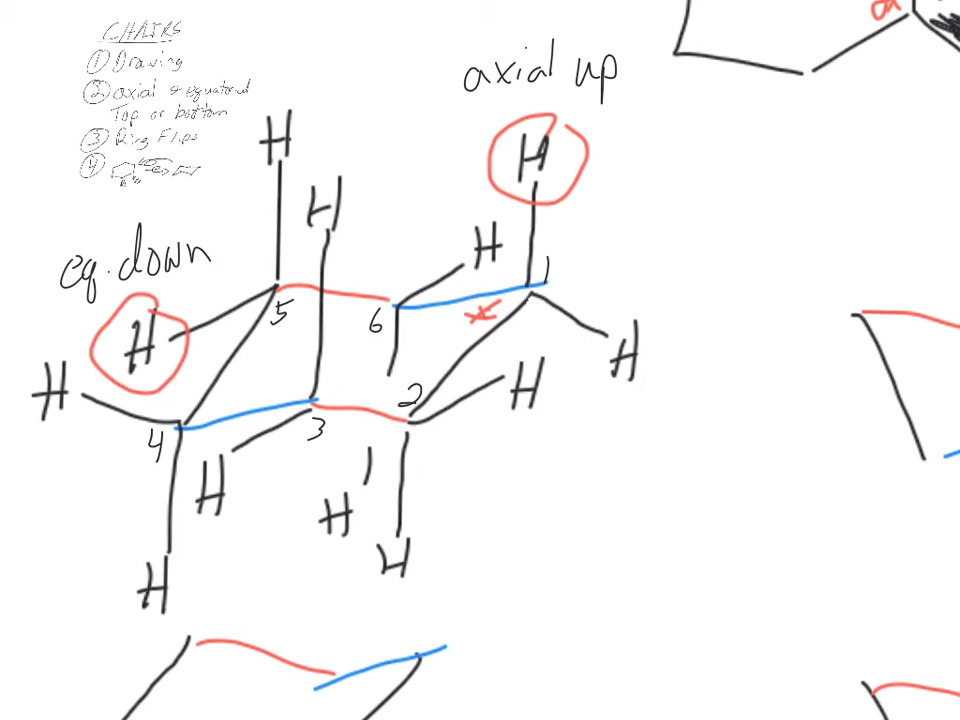 CHAIRS
① Drawing
② axial & equatorial
Top or bottom
③ Ring Flips
④
axial up
H
H
H
H
eq. down
1
5
6
H
H
H
H
2
4
3
H
H
H
H